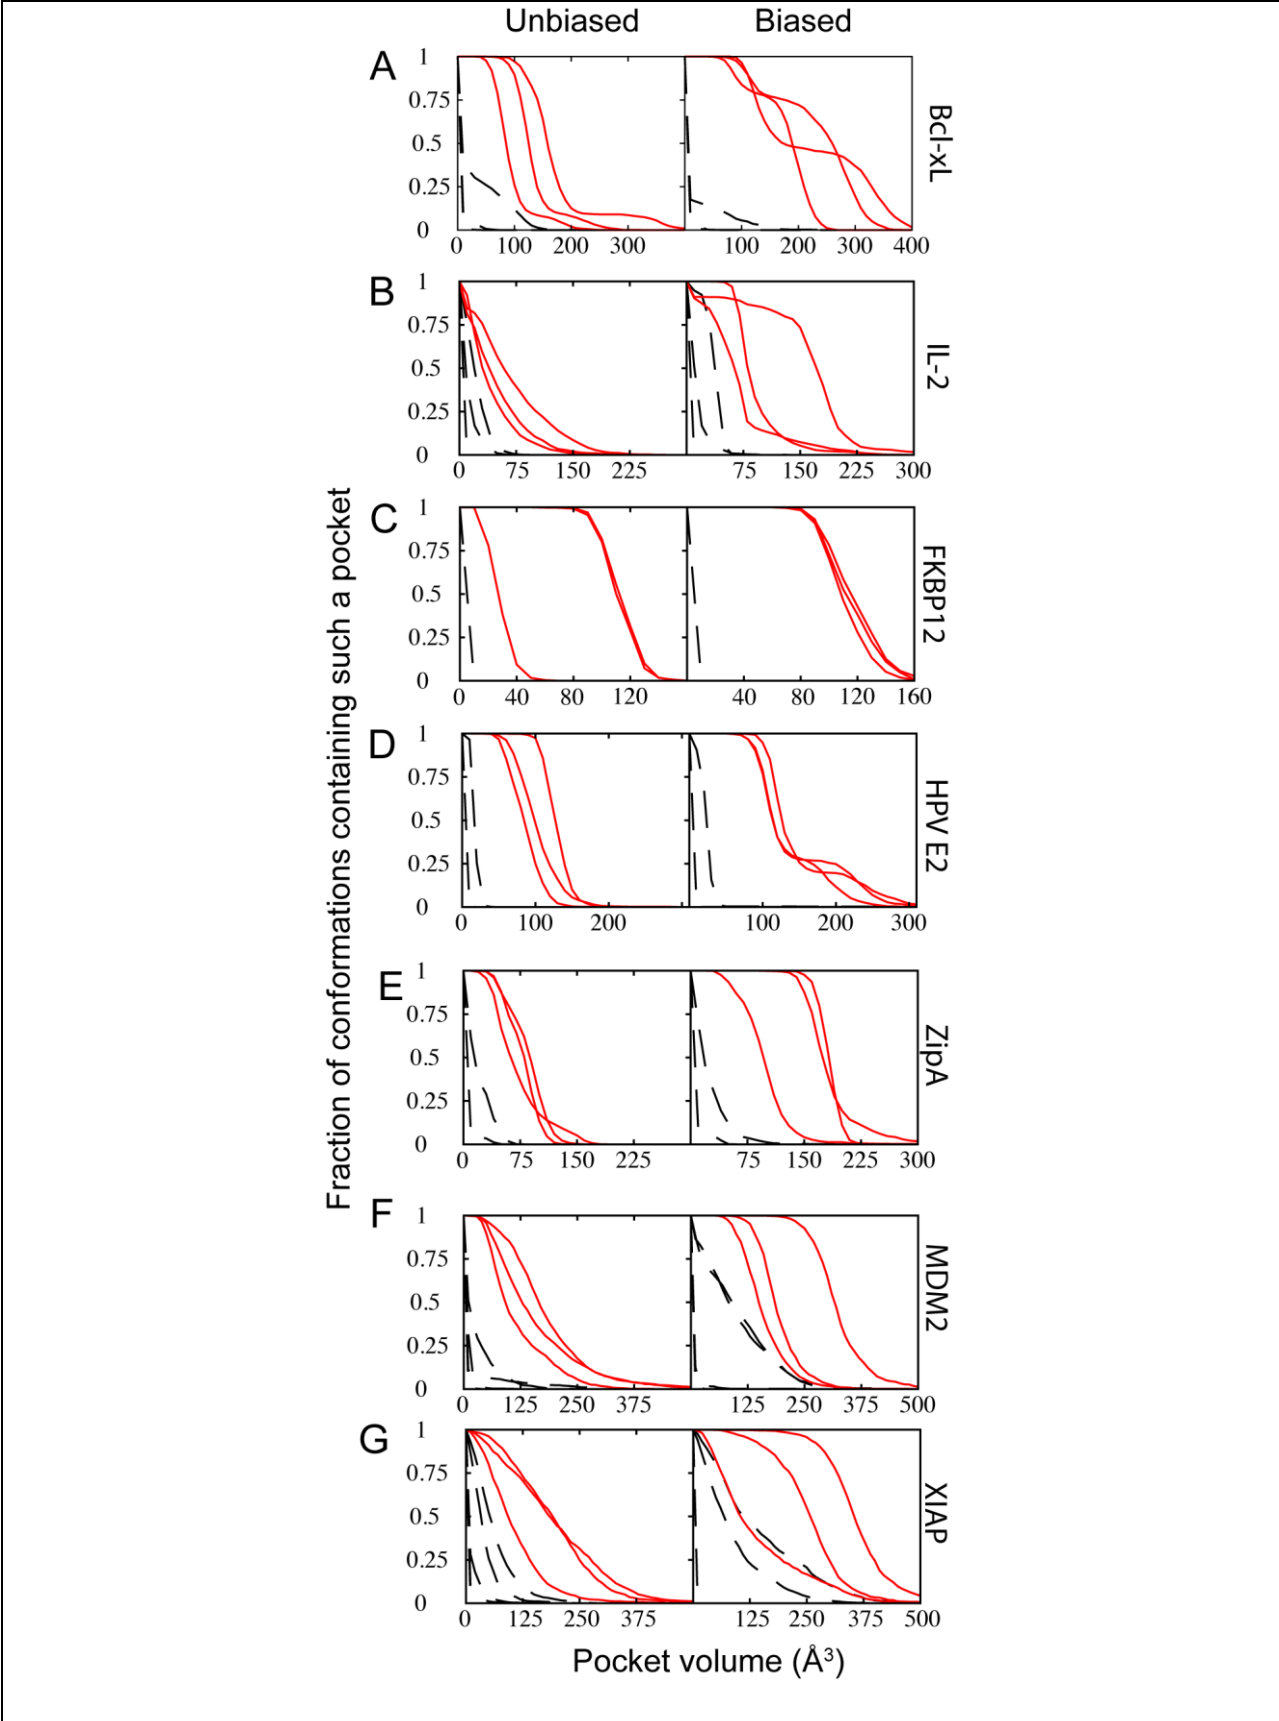 Unbiased Biased
Fraction of conformations containing such a pocket
A
1
0.75
0.5
0.25
0
0 100 200 300 100 200 300 400
Bcl-xL
B
1
0.75
0.5
0.25
0
0 75 150 225 75 150 225 300
IL-2
C
1
0.75
0.5
0.25
0
0 40 80 120 40 80 120 160
FKBP12
D
1
0.75
0.5
0.25
0
0 100 200 100 200 300
HPV E2
E
1
0.75
0.5
0.25
0
0 75 150 225 75 150 225 300
ZipA
F
1
0.75
0.5
0.25
0
0 125 250 375 125 250 375 500
MDM2
G
1
0.75
0.5
0.25
0
0 125 250 375 125 250 375 500
XIAP
Pocket volume (Å³)